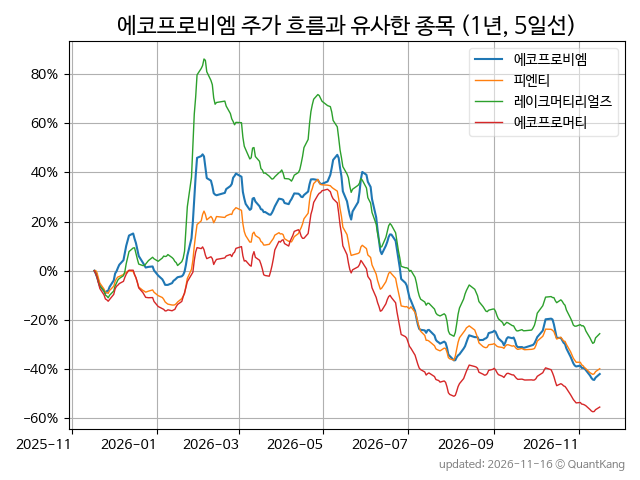 에코프로비엠 주가 흐름과 유사한 종목 (1년, 5일선)
에코프로비엠
피엔티
레이크머티리얼즈
에코프로머티
80%
60%
40%
20%
0%
−20%
−40%
−60%
2025-11
2026-01
2026-03
2026-05
2026-07
2026-09
2026-11
updated: 2026-11-16 © QuantKang